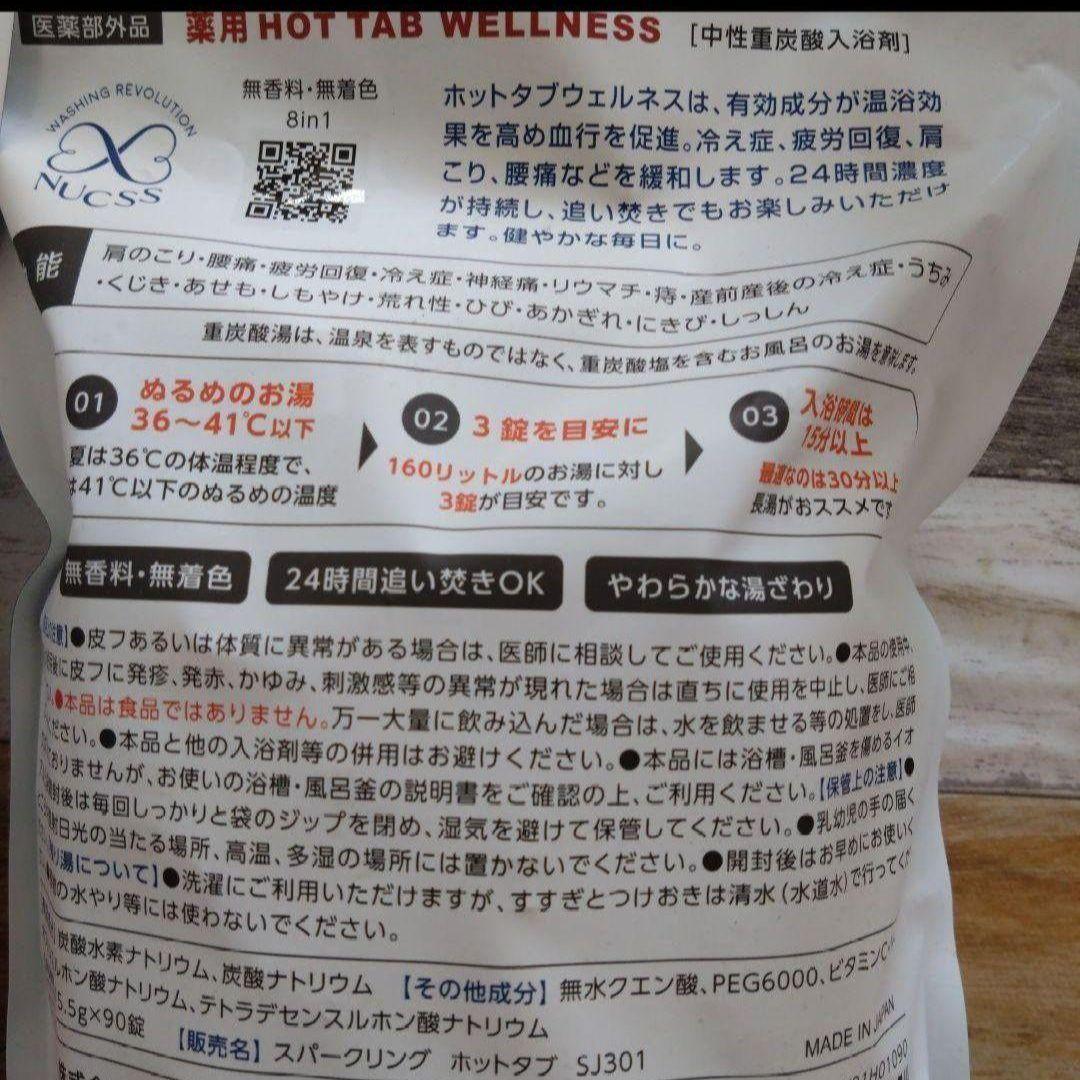 医薬部外品 薬用 HOT TAB WELLNESS [中性重炭酸入浴剤]
WASHING REVOLUTION
NUCSS
無香料・無着色
8in1
ホットタブウェルネスは、有効成分が温浴効
果を高め血行を促進。冷え症、疲労回復、肩
こり、腰痛などを緩和します。24時間濃度
が持続し、追い焚きでもお楽しみいただけ
ます。健やかな毎日に。
能
肩のこり・腰痛・疲労回復・冷え症・神経痛・リウマチ・痔・産前産後の冷え症・うちみ
・くじき・あせも・しもやけ・荒れ性・ひび・あかぎれ・にきび・しっしん
重炭酸湯は、温泉を表すものではなく、重炭酸塩を含むお風呂のお湯を意味します。
01 ぬるめのお湯
36～41℃以下
夏は36℃の体温程度で、
は41℃以下のぬるめの温度
02 3錠を目安に
160リットルのお湯に対し
3錠が目安です。
03 入浴時間は
15分以上
最適なのは30分以上
長湯がおススメです
無香料・無着色 24時間追い焚きOK やわらかな湯ざわり
注意】●皮フあるいは体質に異常がある場合は、医師に相談してご使用ください。●本品の使用中、
後に皮フに発疹、発赤、かゆみ、刺激感等の異常が現れた場合は直ちに使用を中止し、医師にご相
●本品は食品ではありません。万一大量に飲み込んだ場合は、水を飲ませる等の処置をし、医師
ださい。●本品と他の入浴剤等の併用はお避けください。●本品には浴槽・風呂釜を傷めるイオ
ありませんが、お使いの浴槽・風呂釜の説明書をご確認の上、ご利用ください。【保管上の注意】●
封後は毎回しっかりと袋のジップを閉め、湿気を避けて保管してください。●乳幼児の手の届く
射日光の当たる場所、高温、多湿の場所には置かないでください。●開封後はお早めにお使いく
り湯について】●洗濯にご利用いただけますが、すすぎとつけおきは清水(水道水)で行ってくだ
の水やり等には使わないでください。
炭酸水素ナトリウム、炭酸ナトリウム 【その他成分】無水クエン酸、PEG6000、ビタミンC
ルホン酸ナトリウム、テトラデセンスルホン酸ナトリウム
5.5g×90錠 【販売名】スパークリング ホットタブ SJ301
MADE IN JAPAN
1H01090
株式